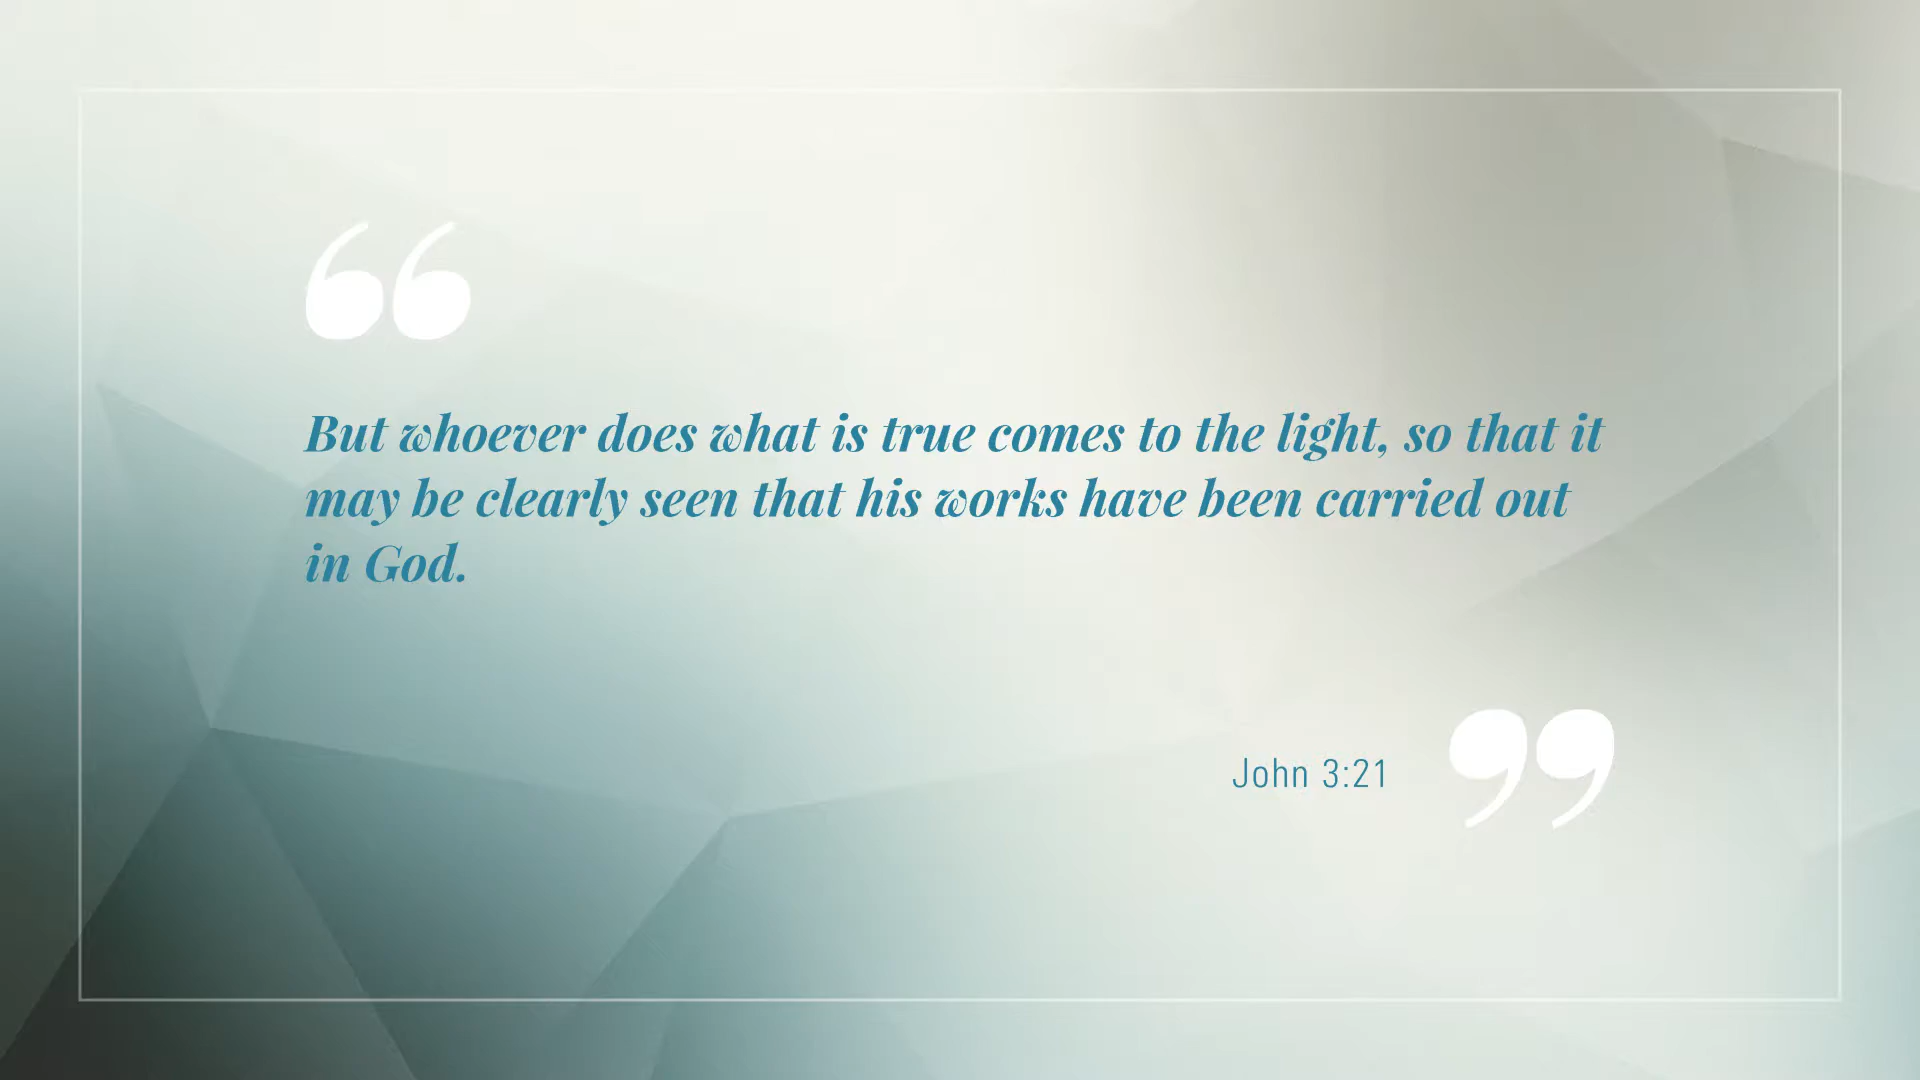 “
But whoever does what is true comes to the light, so that it
may be clearly seen that his works have been carried out
in God.
John 3:21
”